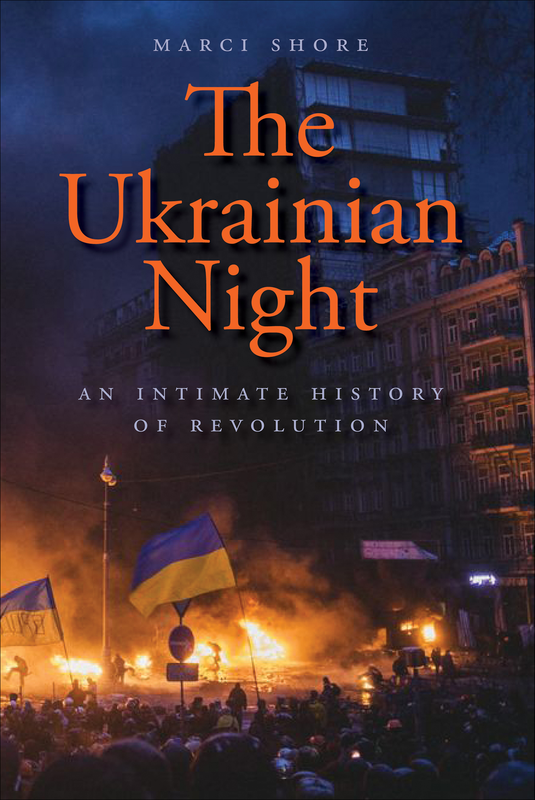 MARCI SHORE
The
Ukrainian
Night
AN INTIMATE HISTORY
OF REVOLUTION